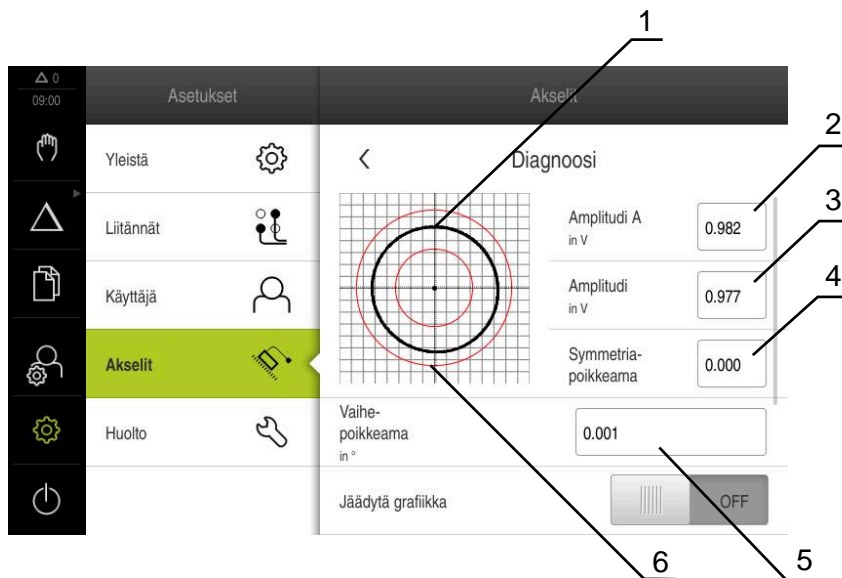 1
△ 0
09:00
Asetukset
Akselit
Yleistä
Liitännät
Käyttäjä
Akselit
Huolto
Diagnoosi
2
Amplitudi A
in V
0.982
3
Amplitudi
in V
0.977
4
Symmetria-
poikkeama
0.000
Vaihe-
poikkeama
in °
0.001
Jäädytä grafiikka
OFF
6
5